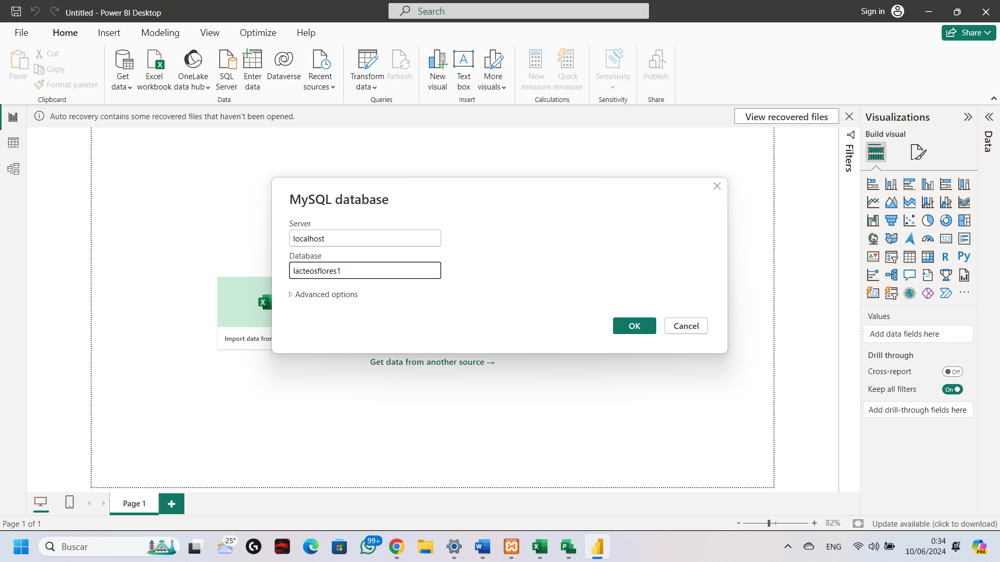 Untitled - Power BI Desktop
Search
Sign in
File
Home
Insert
Modeling
View
Optimize
Help
Share
Paste
Cut
Copy
Format painter
Clipboard
Get data
Excel workbook
OneLake data hub
SQL Server
Enter data
Dataverse
Recent sources
Data
Transform data
Refresh
Queries
New visual
Text box
More visuals
Insert
New measure
Quick measure
Calculations
Sensitivity
Sensitivity
Publish
Share
Auto recovery contains some recovered files that haven't been opened.
View recovered files
Filters
Visualizations
Data
Build visual
MySQL database
Server
localhost
Database
lacteosflores1
Advanced options
OK
Cancel
Import data fro
Get data from another source →
123
R
Py
123
Values
Add data fields here
Drill through
Cross-report
Off
Keep all filters
On
Add drill-through fields here
Page 1
Page 1 of 1
- + 82%
Update available (click to download)
Buscar
25°
99+
ENG
0:34
10/06/2024
PRE